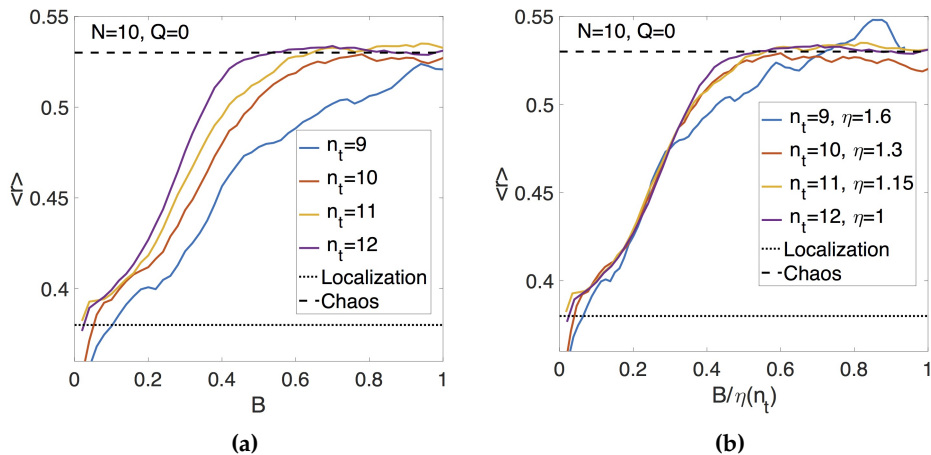 N=10, Q=0
0.55
0.5
0.45
0.4
<r̄>
n_t=9
n_t=10
n_t=11
n_t=12
Localization
Chaos
0 0.2 0.4 0.6 0.8 1
B
(a)
N=10, Q=0
0.55
0.5
0.45
0.4
<r̄>
n_t=9, η=1.6
n_t=10, η=1.3
n_t=11, η=1.15
n_t=12, η=1
Localization
Chaos
0 0.2 0.4 0.6 0.8 1
B/η(n_t)
(b)